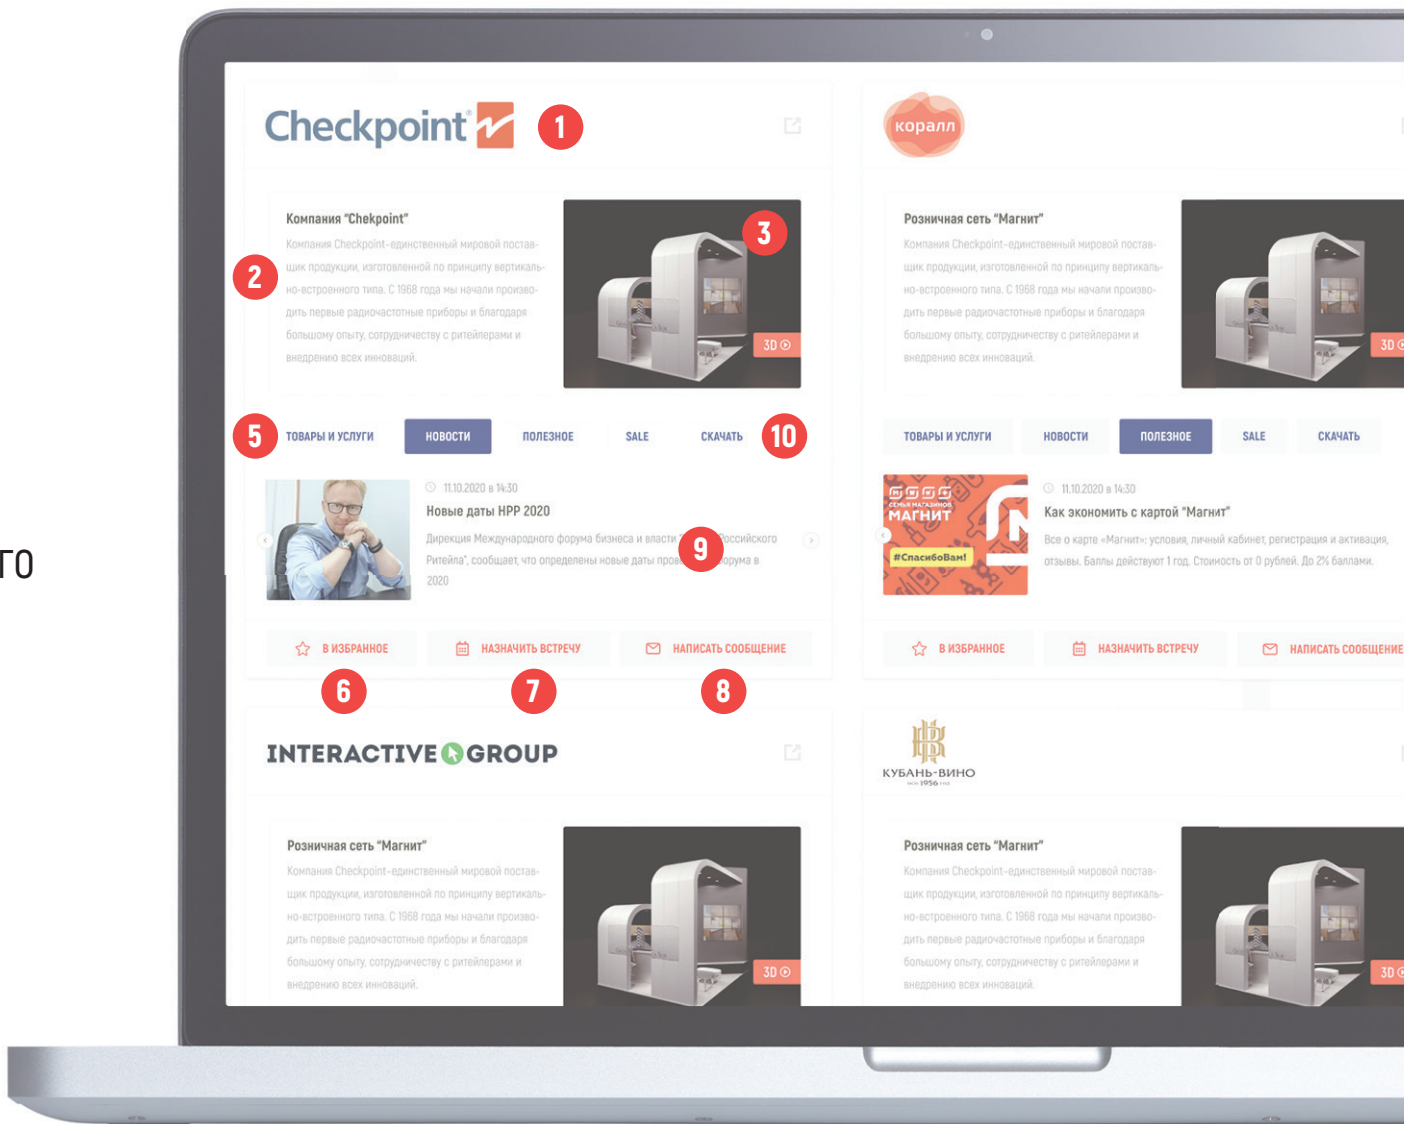 ТО
Checkpoint®
1
Компания "Chekpoint"
Компания Checkpoint-единственный мировой постав-
щик продукции, изготовленной по принципу вертикаль-
но-встроенного типа. С 1968 года мы начали произво-
дить первые радиочастотные приборы и благодаря
большому опыту, сотрудничеству с ритейлерами и
внедрению всех инноваций.
2
3
3D
5
ТОВАРЫ И УСЛУГИ
НОВОСТИ
ПОЛЕЗНОЕ
SALE
СКАЧАТЬ
10
11.10.2020 в 14:30
Новые даты НРР 2020
Дирекция Международного форума бизнеса и власти Российского
Ритейла", сообщает, что определены новые даты форума в
2020
9
В ИЗБРАННОЕ
НАЗНАЧИТЬ ВСТРЕЧУ
НАПИСАТЬ СООБЩЕНИЕ
6
7
8
коралл
Розничная сеть "Магнит"
Компания Checkpoint-единственный мировой постав-
щик продукции, изготовленной по принципу вертикаль-
но-встроенного типа. С 1968 года мы начали произво-
дить первые радиочастотные приборы и благодаря
большому опыту, сотрудничеству с ритейлерами и
внедрению всех инноваций.
3D
ТОВАРЫ И УСЛУГИ
НОВОСТИ
ПОЛЕЗНОЕ
SALE
СКАЧАТЬ
СЕМЬЯ МАГАЗИНОВ
МАГНИТ
#СпасибоВам!
11.10.2020 в 14:30
Как экономить с картой "Магнит"
Все о карте «Магнит»: условия, личный кабинет, регистрация и активация,
отзывы. Баллы действуют 1 год. Стоимость от 0 рублей. До 2% баллами.
В ИЗБРАННОЕ
НАЗНАЧИТЬ ВСТРЕЧУ
НАПИСАТЬ СООБЩЕНИЕ
INTERACTIVE GROUP
Розничная сеть "Магнит"
Компания Checkpoint-единственный мировой постав-
щик продукции, изготовленной по принципу вертикаль-
но-встроенного типа. С 1968 года мы начали произво-
дить первые радиочастотные приборы и благодаря
большому опыту, сотрудничеству с ритейлерами и
внедрению всех инноваций.
3D
КУБАНЬ-ВИНО
1956
Розничная сеть "Магнит"
Компания Checkpoint-единственный мировой постав-
щик продукции, изготовленной по принципу вертикаль-
но-встроенного типа. С 1968 года мы начали произво-
дить первые радиочастотные приборы и благодаря
большому опыту, сотрудничеству с ритейлерами и
внедрению всех инноваций.
3D